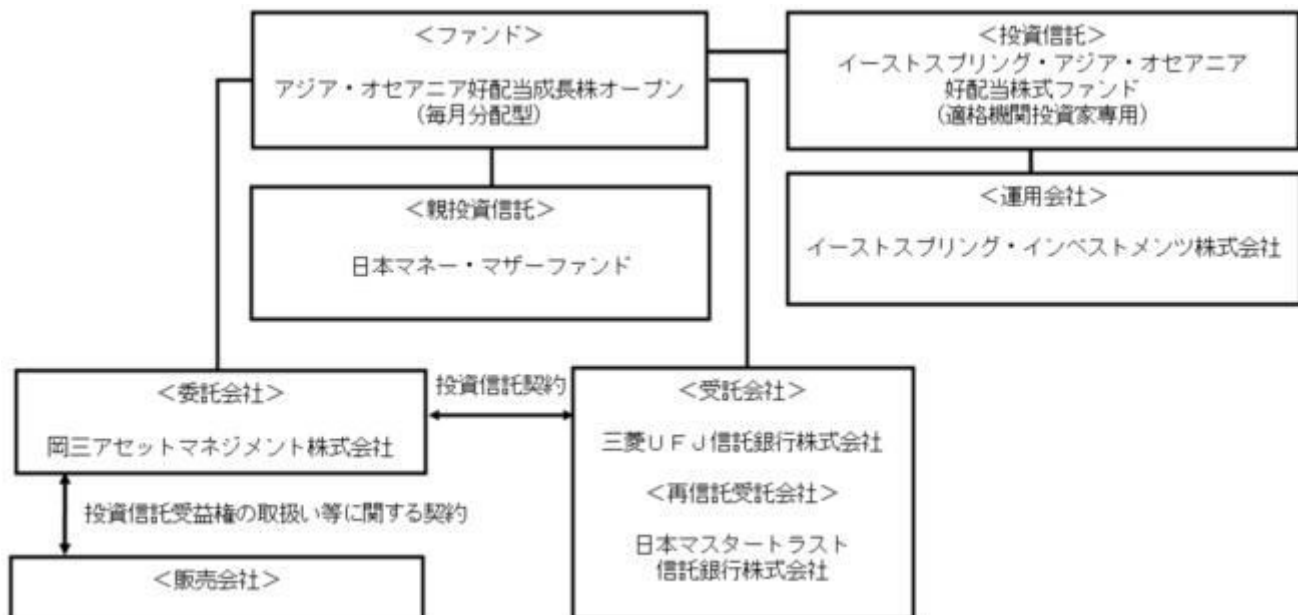 ＜ファンド＞
アジア・オセアニア好配当成長株オープン
（毎月分配型）
＜投資信託＞
イーストスプリング・アジア・オセアニア
好配当株式ファンド
（適格機関投資家専用）
＜親投資信託＞
日本マネー・マザーファンド
＜運用会社＞
イーストスプリング・インベストメンツ株式会社
＜委託会社＞
岡三アセットマネジメント株式会社
投資信託契約
＜受託会社＞
三菱ＵＦＪ信託銀行株式会社
＜再信託受託会社＞
日本マスタートラスト
信託銀行株式会社
投資信託受益権の取扱い等に関する契約
＜販売会社＞